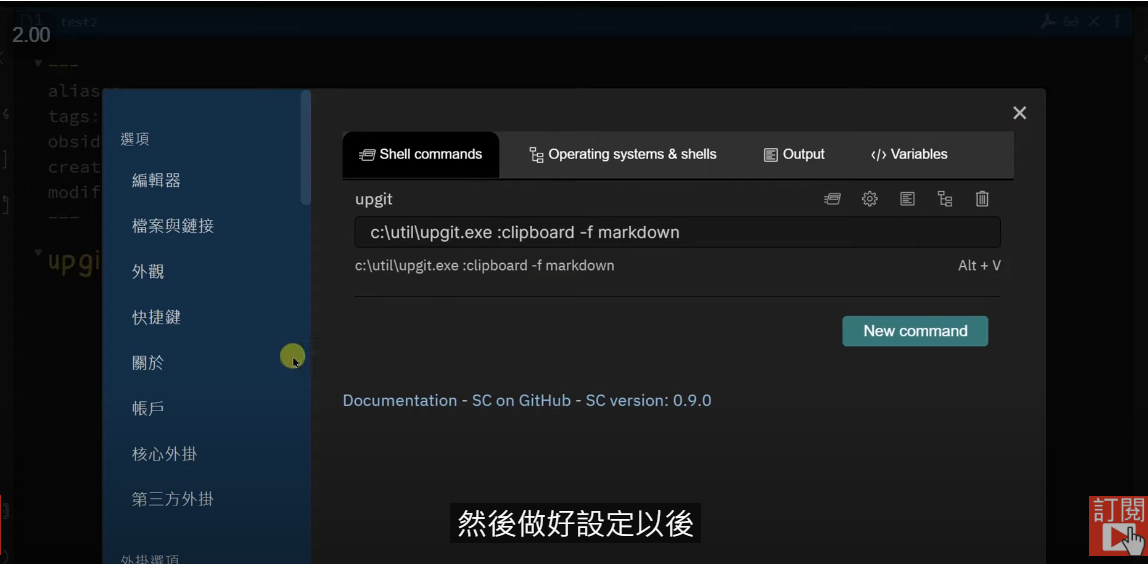 test2
2.00
---
alias
tags:
obsid
creat
modif
---
upgi
選項
編輯器
檔案與鏈接
外觀
快捷鍵
關於
帳戶
核心外掛
第三方外掛
外掛選項
Shell commands
Operating systems & shells
Output
</> Variables
upgit
c:\util\upgit.exe :clipboard -f markdown
c:\util\upgit.exe :clipboard -f markdown
Alt + V
New command
Documentation - SC on GitHub - SC version: 0.9.0
然後做好設定以後
訂閱